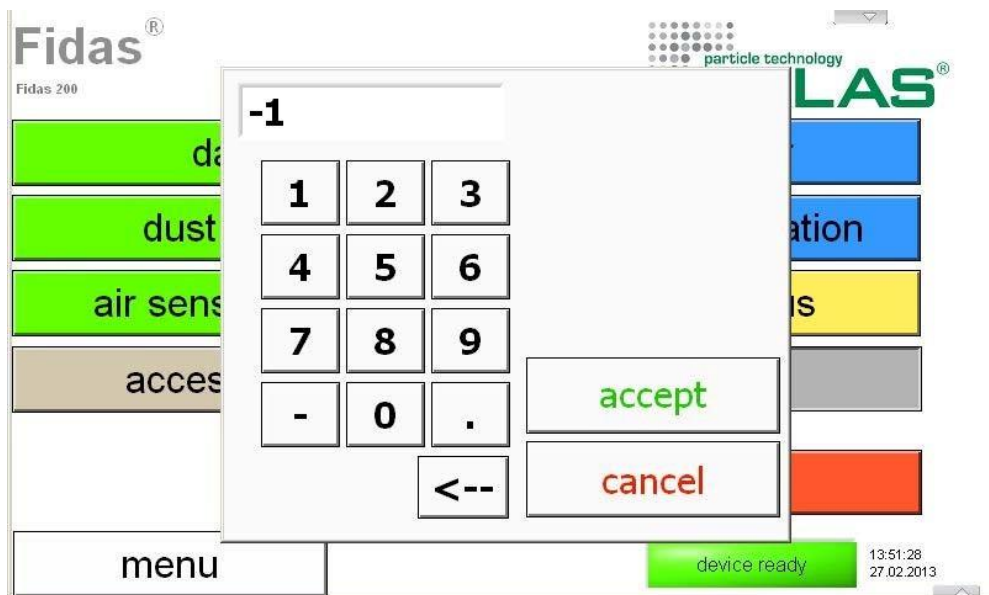 Fidas®
Fidas 200
particle technology
LAS®
-1
da
dust
ation
air sens
us
acces
1 2 3
4 5 6
7 8 9
- 0 .
<--
accept
cancel
menu
device ready
13:51:28
27.02.2013